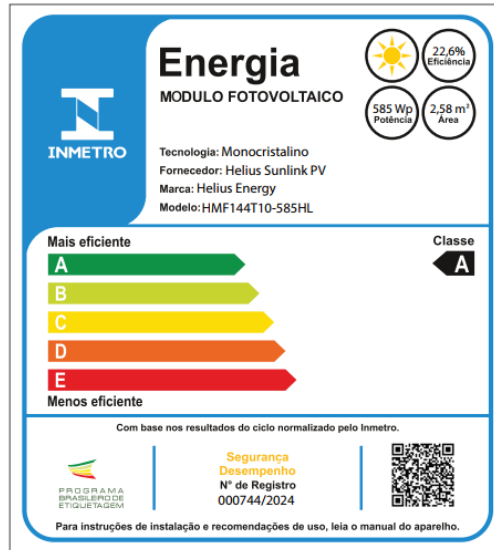 Energia
MODULO FOTOVOLTAICO
22,6%
Eficiência
585 Wp
Potência
2,58 m²
Área
INMETRO
Tecnologia: Monocristalino
Fornecedor: Helius Sunlink PV
Marca: Helius Energy
Modelo: HMF144T10-585HL
Mais eficiente
Classe
A
A
B
C
D
E
Menos eficiente
Com base nos resultados do ciclo normalizado pelo Inmetro.
PROGRAMA
BRASILEIRO DE
ETIQUETAGEM
Segurança
Desempenho
N° de Registro
000744/2024
Para instruções de instalação e recomendações de uso, leia o manual do aparelho.